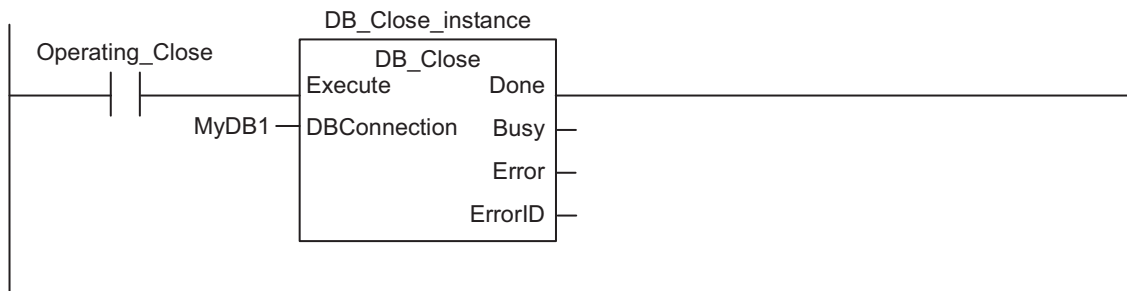 DB_Close_instance
Operating_Close
DB_Close
Execute Done
MyDB1 DBConnection Busy
Error
ErrorID